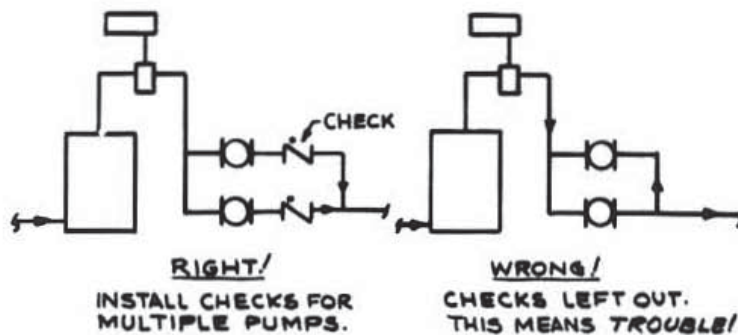 CHECK
RIGHT!
INSTALL CHECKS FOR
MULTIPLE PUMPS.
WRONG!
CHECKS LEFT OUT.
THIS MEANS TROUBLE!